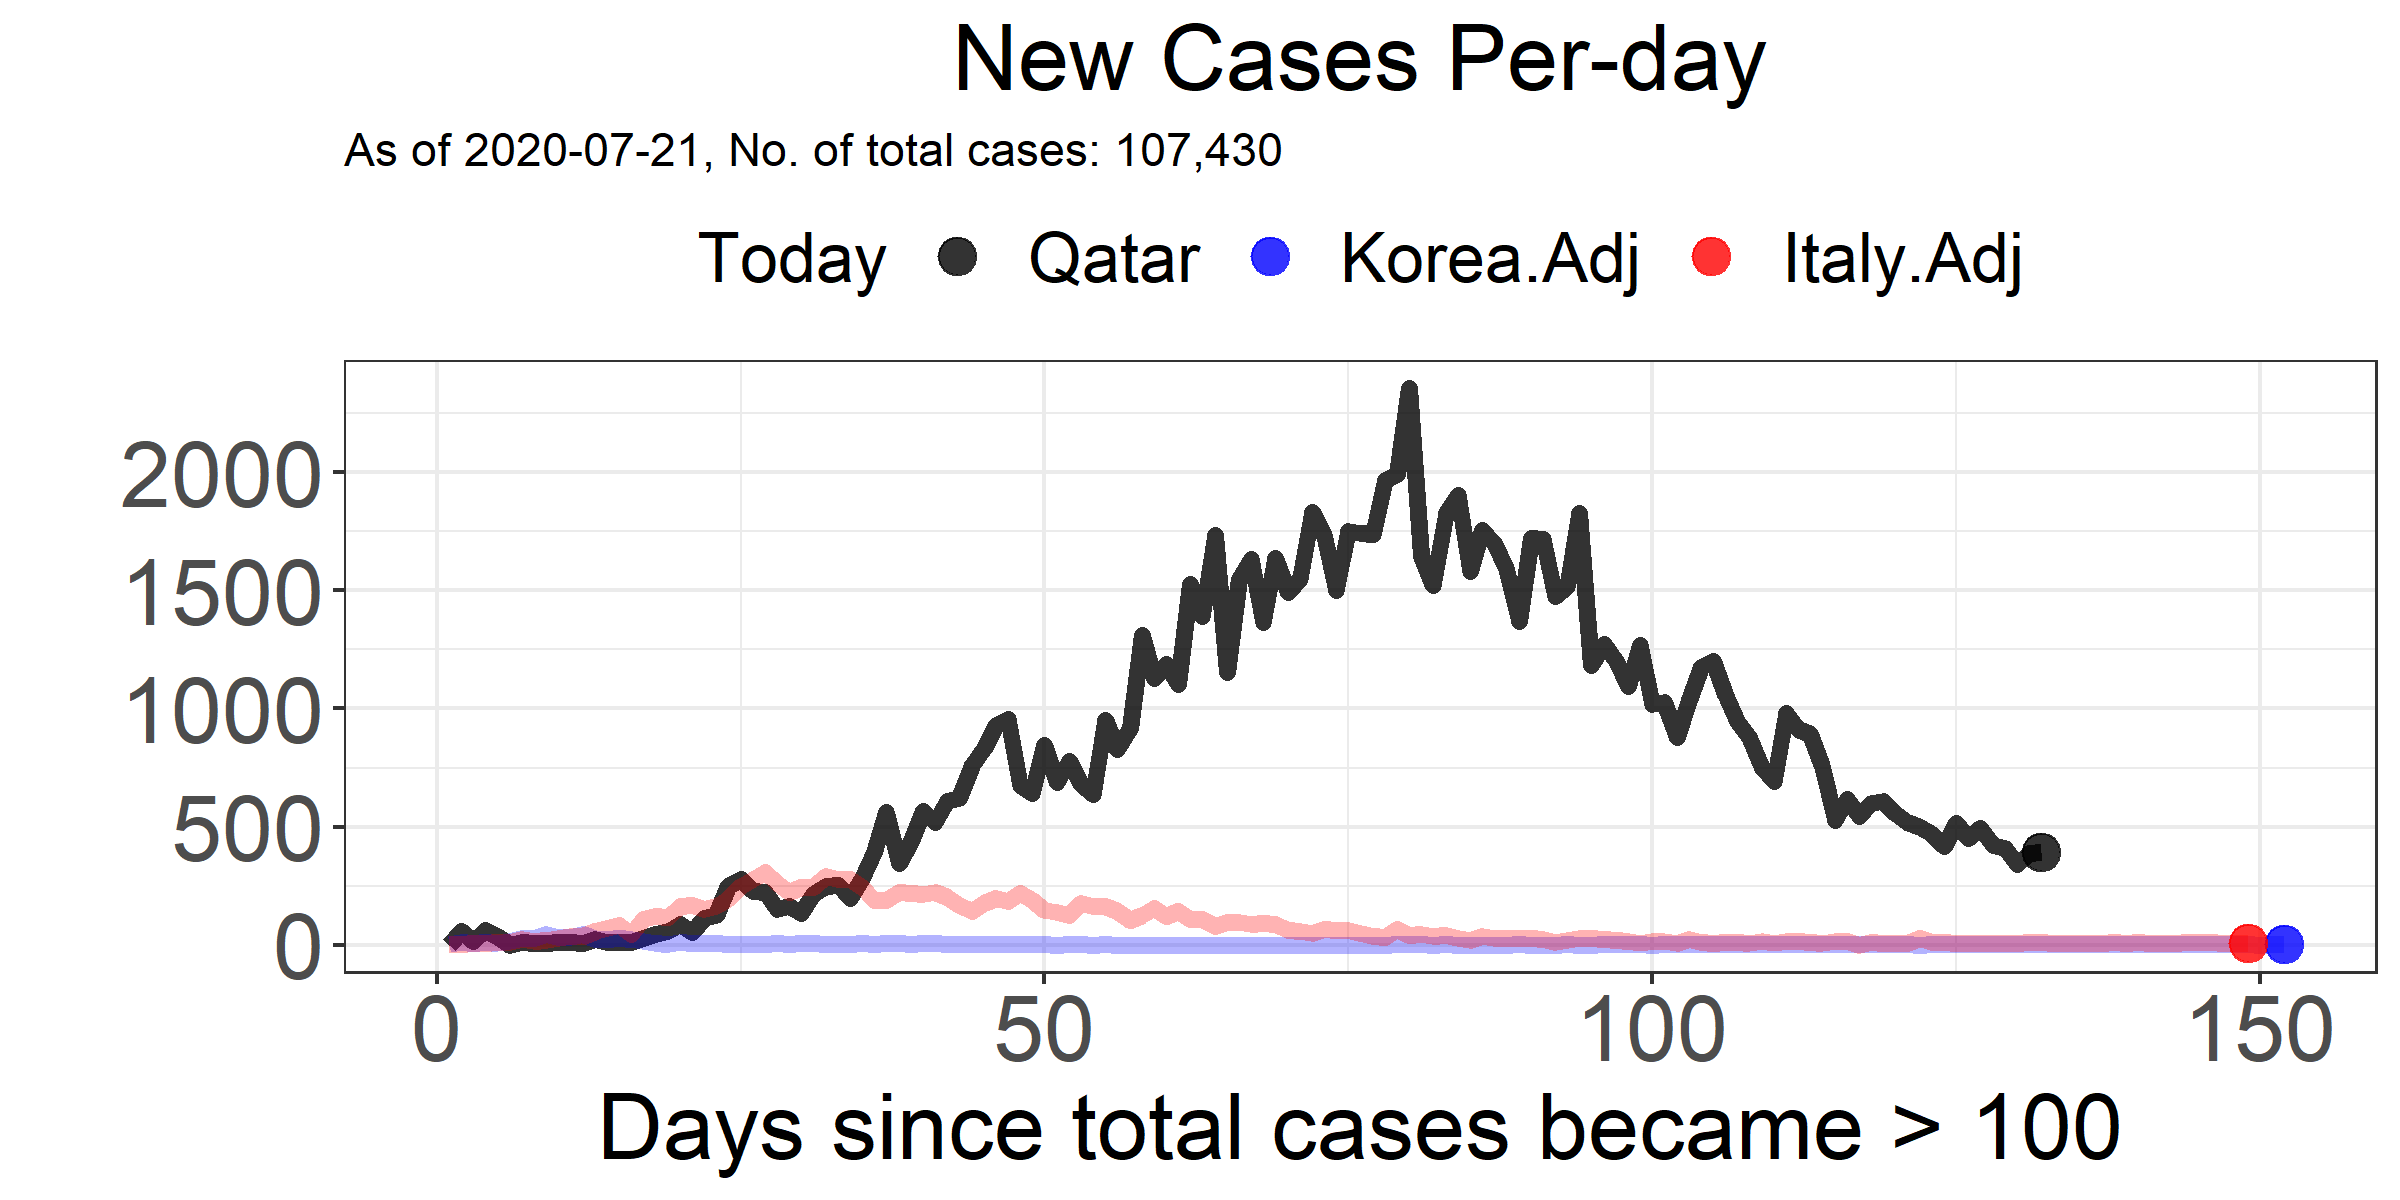 New Cases Per-day
As of 2020-07-21, No. of total cases: 107,430
Today Qatar Korea.Adj Italy.Adj
2000
1500
1000
500
0
0 50 100 150
Days since total cases became > 100